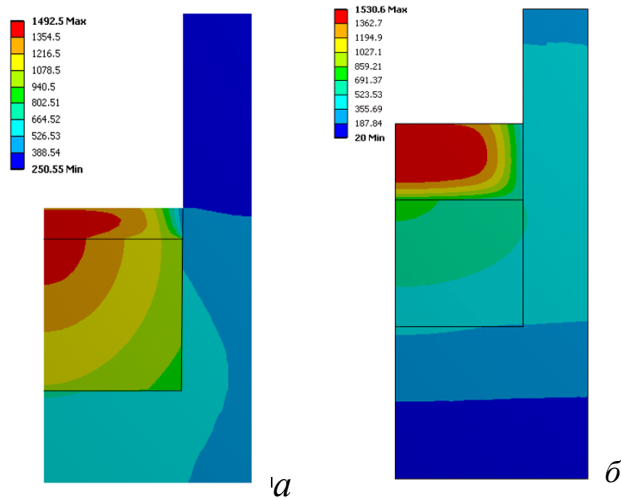 1492.5 Max
1354.5
1216.5
1078.5
940.5
802.51
664.52
526.53
388.54
250.55 Min
а
1530.6 Max
1362.7
1194.9
1027.1
859.21
691.37
523.53
355.69
187.84
20 Min
б